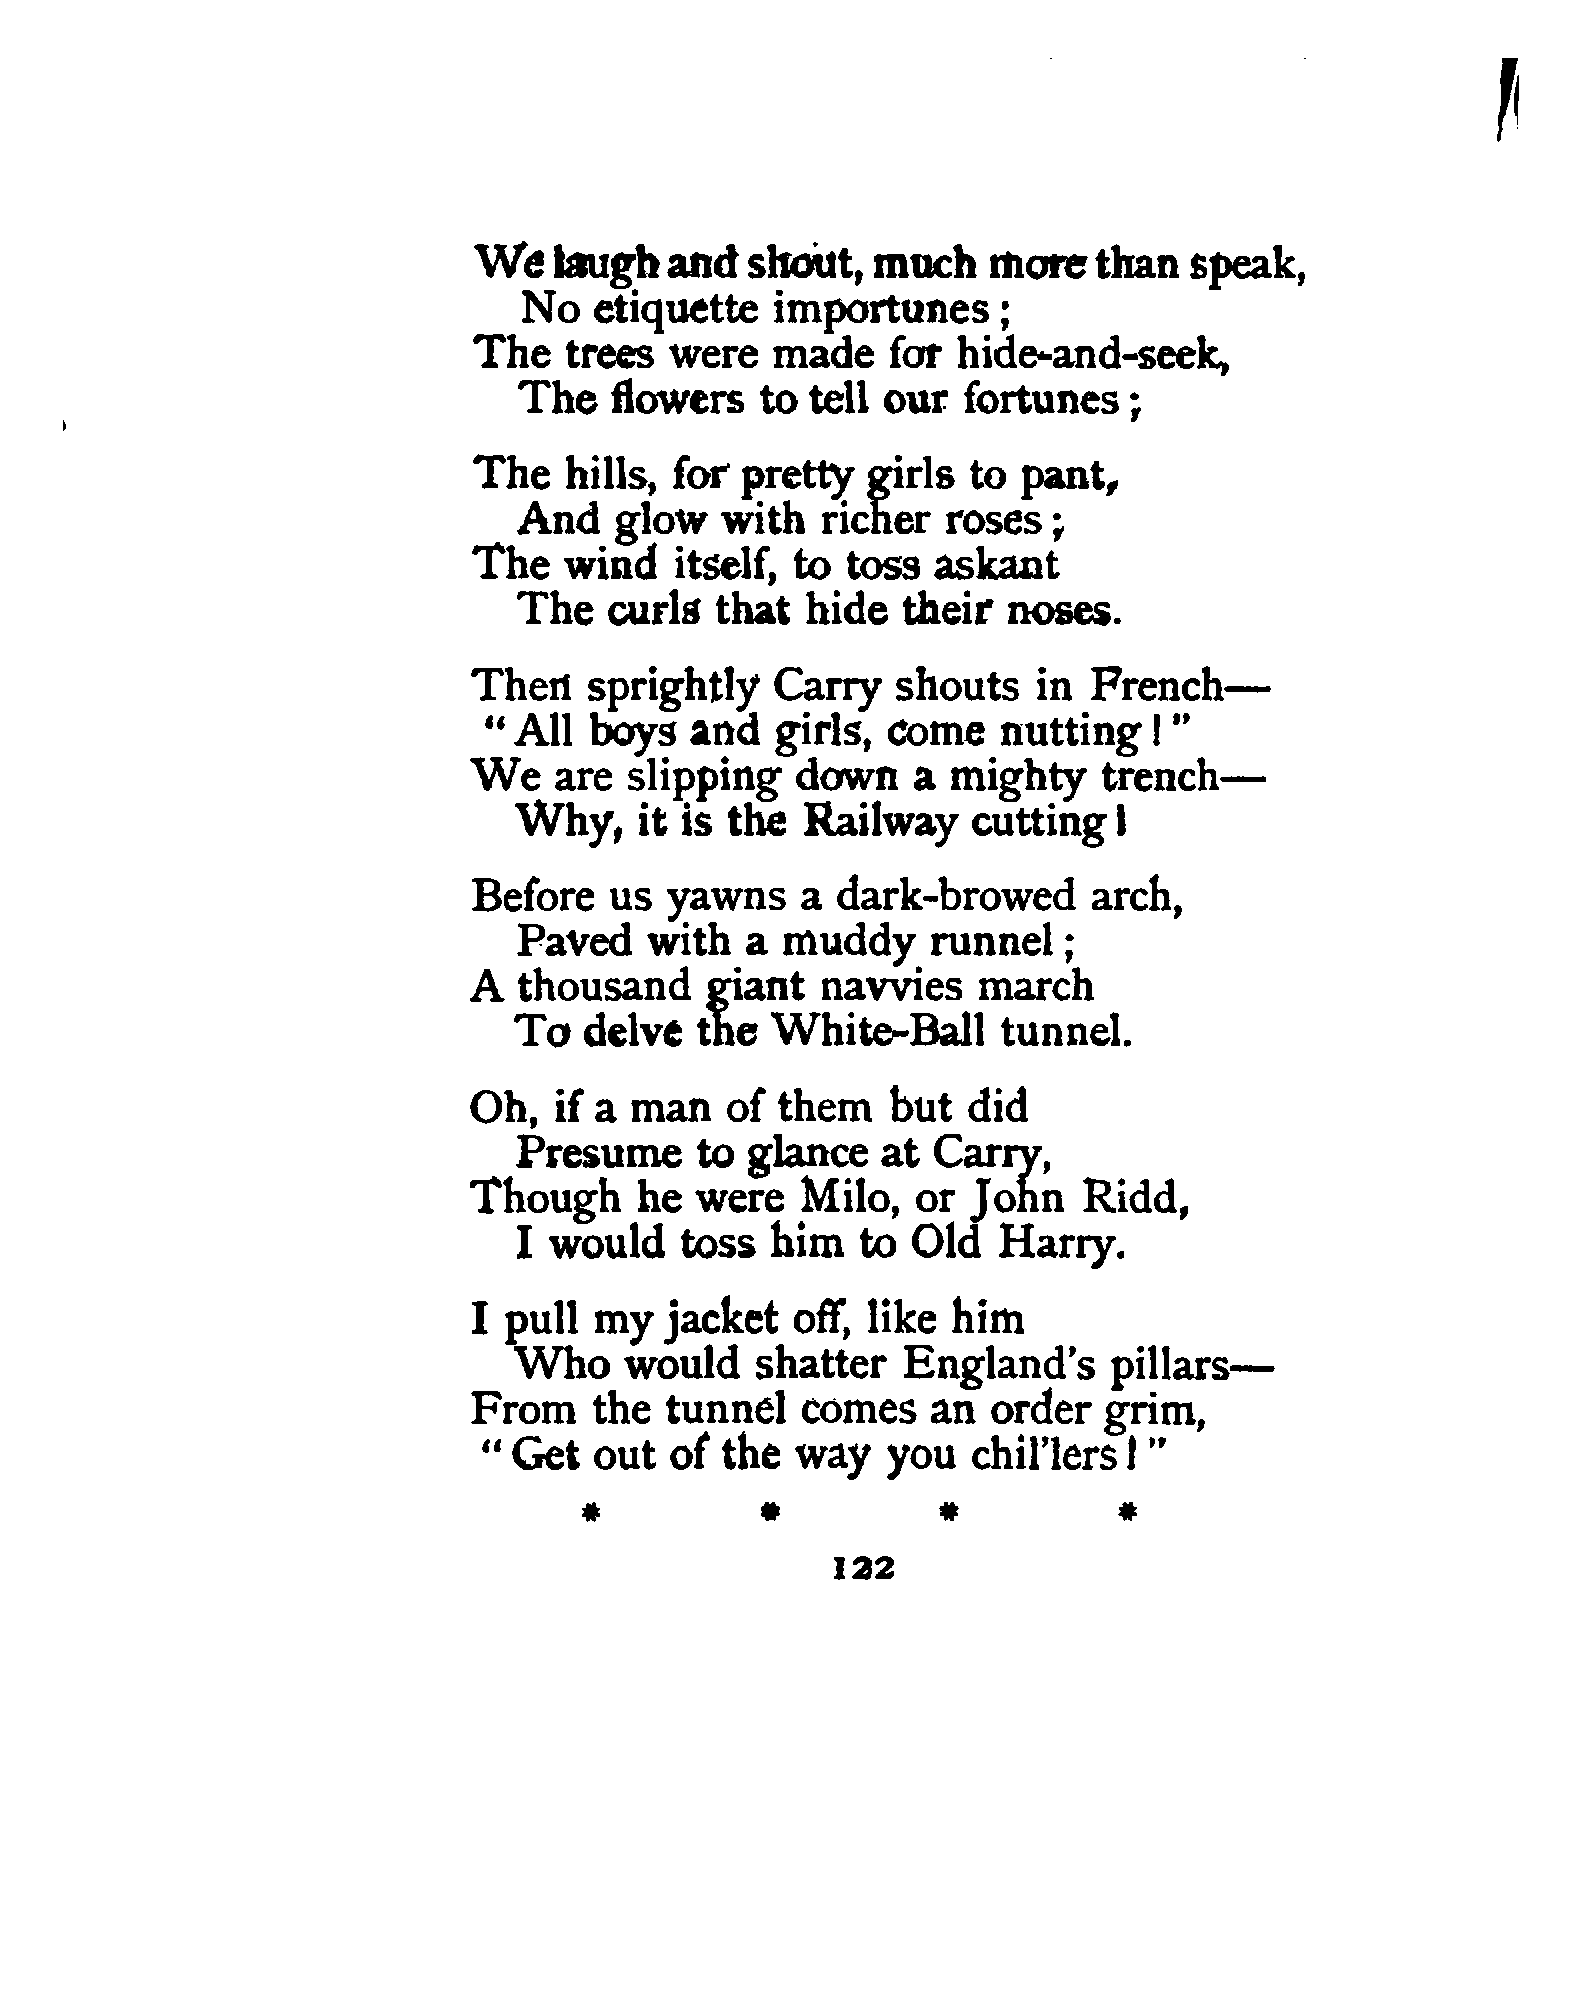 We laugh and shout, much more than speak,
No etiquette importunes ;
The trees were made for hide-and-seek,
The flowers to tell our fortunes ;
The hills, for pretty girls to pant,
And glow with richer roses ;
The wind itself, to toss askant
The curls that hide their noses.
Then sprightly Carry shouts in French—
“ All boys and girls, come nutting ! ”
We are slipping down a mighty trench—
Why, it is the Railway cutting !
Before us yawns a dark-browed arch,
Paved with a muddy runnel ;
A thousand giant navvies march
To delve the White-Ball tunnel.
Oh, if a man of them but did
Presume to glance at Carry,
Though he were Milo, or John Ridd,
I would toss him to Old Harry.
I pull my jacket off, like him
Who would shatter England's pillars—
From the tunnel comes an order grim,
“ Get out of the way you chil'lers ! ”
* * * *
122